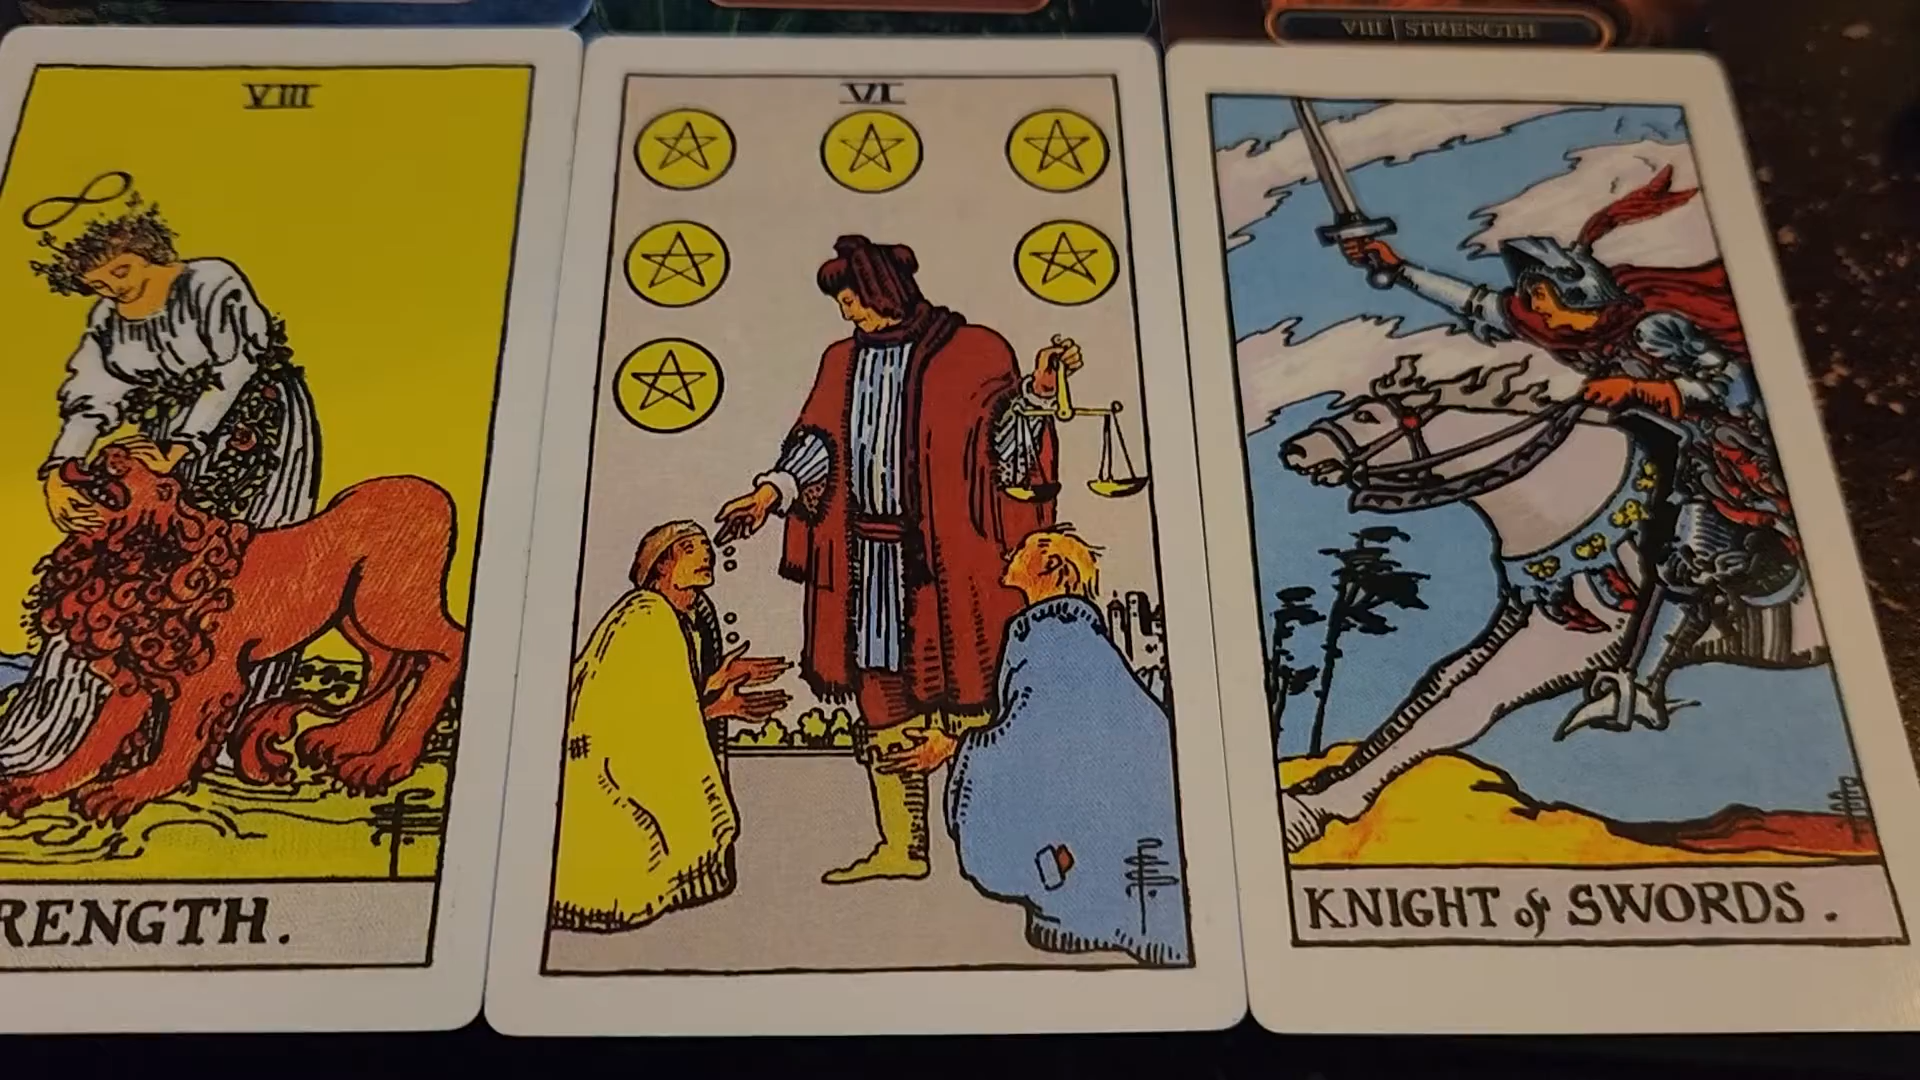 VIII | STRENGTH
VIII
VI
RENGTH.
KNIGHT of SWORDS.